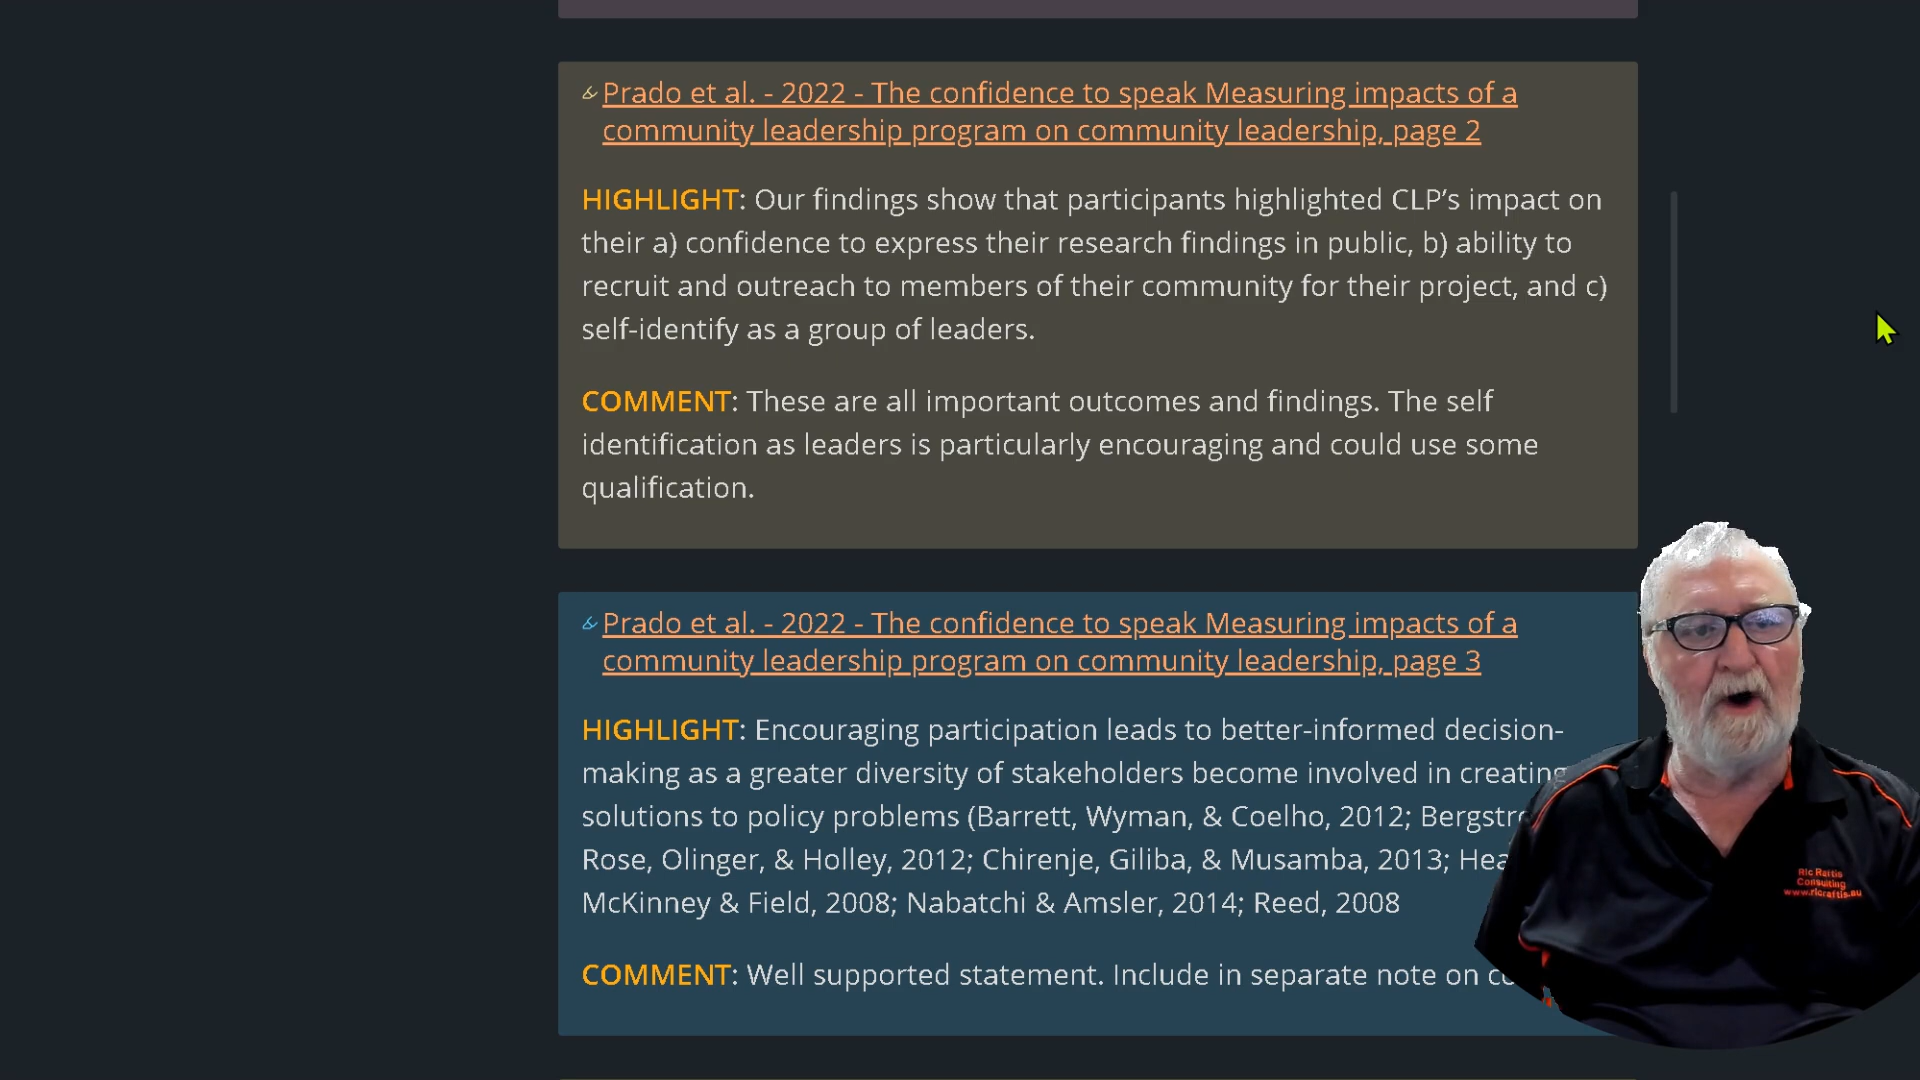 Prado et al. - 2022 - The confidence to speak Measuring impacts of a
community leadership program on community leadership, page 2
HIGHLIGHT: Our findings show that participants highlighted CLP’s impact on
their a) confidence to express their research findings in public, b) ability to
recruit and outreach to members of their community for their project, and c)
self-identify as a group of leaders.
COMMENT: These are all important outcomes and findings. The self
identification as leaders is particularly encouraging and could use some
qualification.
Prado et al. - 2022 - The confidence to speak Measuring impacts of a
community leadership program on community leadership, page 3
HIGHLIGHT: Encouraging participation leads to better-informed decision-
making as a greater diversity of stakeholders become involved in creating
solutions to policy problems (Barrett, Wyman, & Coelho, 2012;
Rose, Olinger, & Holley, 2012; Chirenje, Giliba, & Musamba, 2013;
McKinney & Field, 2008; Nabatchi & Amsler, 2014; Reed, 2008
COMMENT: Well supported statement. Include in separate note on
Ric Raftis
Consulting
www.ricraftis.au